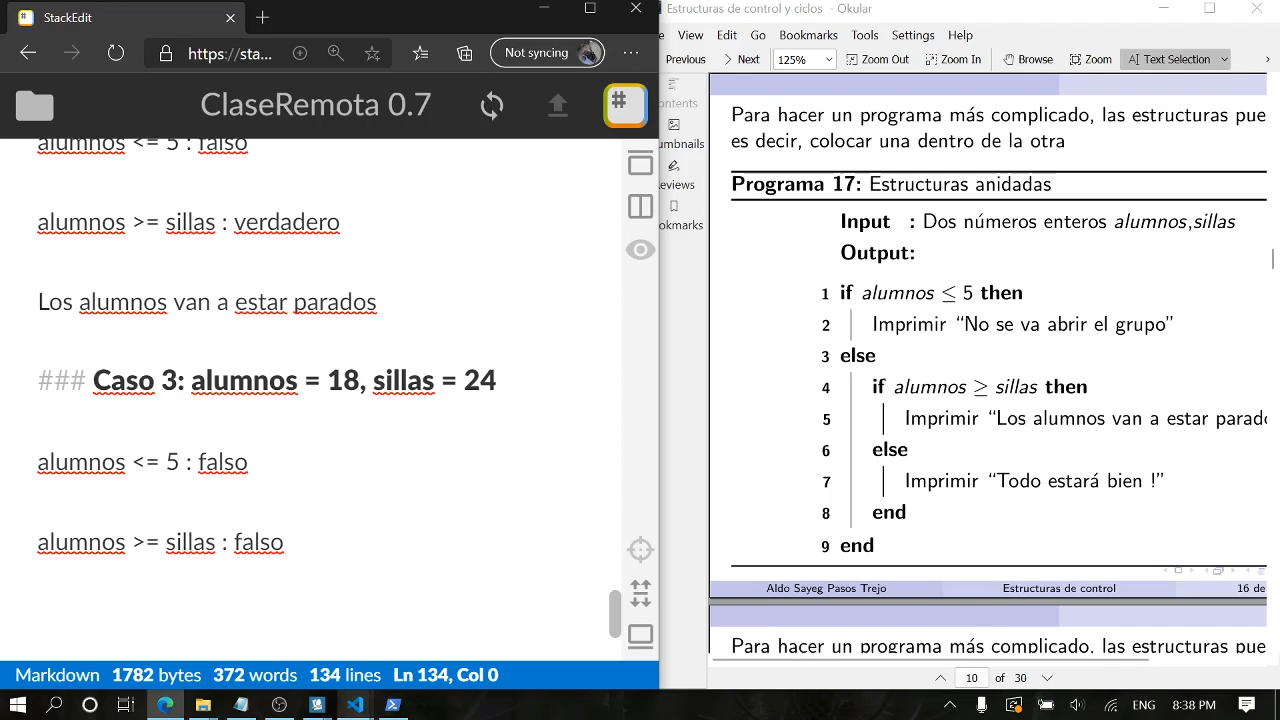 StackEdit
https://sta...
Not syncing
ClaseRemota 0.7
alumnos <= 5 : falso
alumnos >= sillas : verdadero
Los alumnos van a estar parados
### Caso 3: alumnos = 18, sillas = 24
alumnos <= 5 : falso
alumnos >= sillas : falso
Markdown 1782 bytes 372 words 134 lines Ln 134, Col 0
Estructuras de control y ciclos - Okular
e View Edit Go Bookmarks Tools Settings Help
Previous > Next 125% Zoom Out Zoom In Browse Zoom Text Selection
ontents
umbnails
eviews
okmarks
Para hacer un programa más complicado, las estructuras pue
es decir, colocar una dentro de la otra
Programa 17: Estructuras anidadas
Input : Dos números enteros alumnos,sillas
Output:
1 if alumnos ≤ 5 then
2 Imprimir “No se va abrir el grupo”
3 else
4 if alumnos ≥ sillas then
5 Imprimir “Los alumnos van a estar parado
6 else
7 Imprimir “Todo estará bien !”
8 end
9 end
Aldo Sayeg Pasos Trejo Estructuras de control 16 de
Para hacer un programa más complicado, las estructuras pue
10 of 30
ENG 8:38 PM